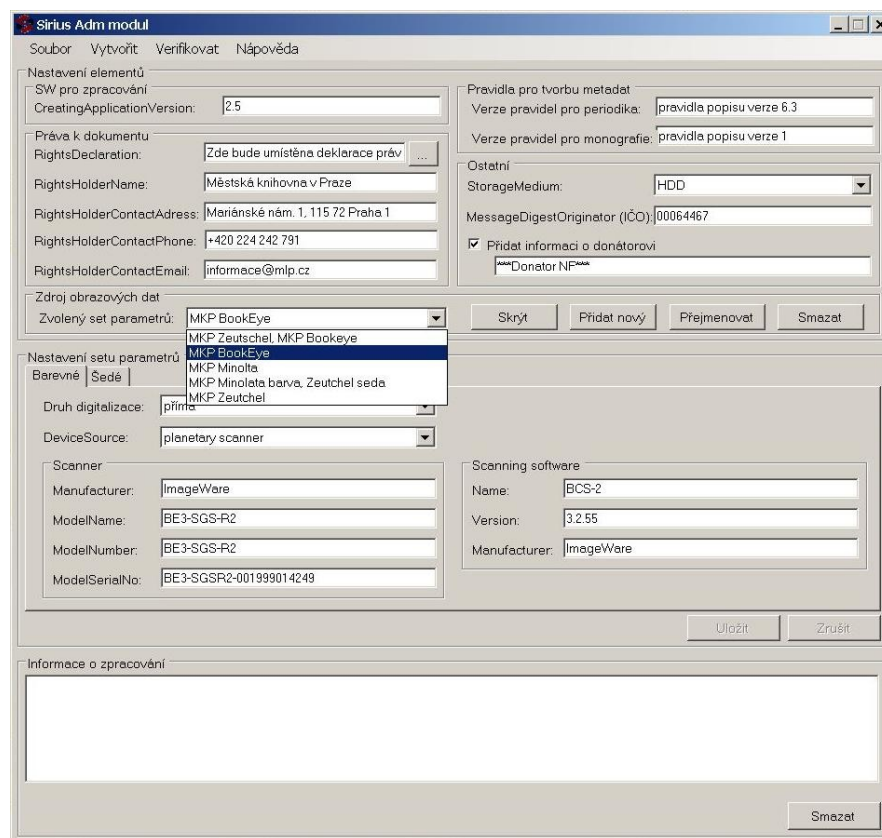 Sirius Adm modul
Soubor Vytvořit Verifikovat Nápověda
Nastavení elementů
SW pro zpracování
CreatingApplicationVersion: 2.5
Práva k dokumentu
RightsDeclaration: Zde bude umístěna deklarace práv ...
RightsHolderName: Městská knihovna v Praze
RightsHolderContactAdress: Mariánské nám. 1, 115 72 Praha 1
RightsHolderContactPhone: +420 224 242 791
RightsHolderContactEmail: informace@mlp.cz
Pravidla pro tvorbu metadat
Verze pravidel pro periodika: pravidla popisu verze 6.3
Verze pravidel pro monografie: pravidla popisu verze 1
Ostatní
StorageMedium: HDD
MessageDigestOriginator (IČO): 00064467
Přidat informaci o donátorovi
***Donator NF***
Zdroj obrazových dat
Zvolený set parametrů: MKP BookEye
Skrýt Přidat nový Přejmenovat Smazat
MKP Zeutschel, MKP Bookeye
MKP BookEye
MKP Minolta
MKP Minolata barva, Zeutchel seda
MKP Zeutchel
Nastavení setu parametrů
Barevné Šedé
Druh digitalizace: přímá
DeviceSource: planetary scanner
Scanner
Manufacturer: ImageWare
ModelName: BE3-SGS-R2
ModelNumber: BE3-SGS-R2
ModelSerialNo: BE3-SGSR2-001999014249
Scanning software
Name: BCS-2
Version: 3.2.55
Manufacturer: ImageWare
Uložit Zrušit
Informace o zpracování
Smazat